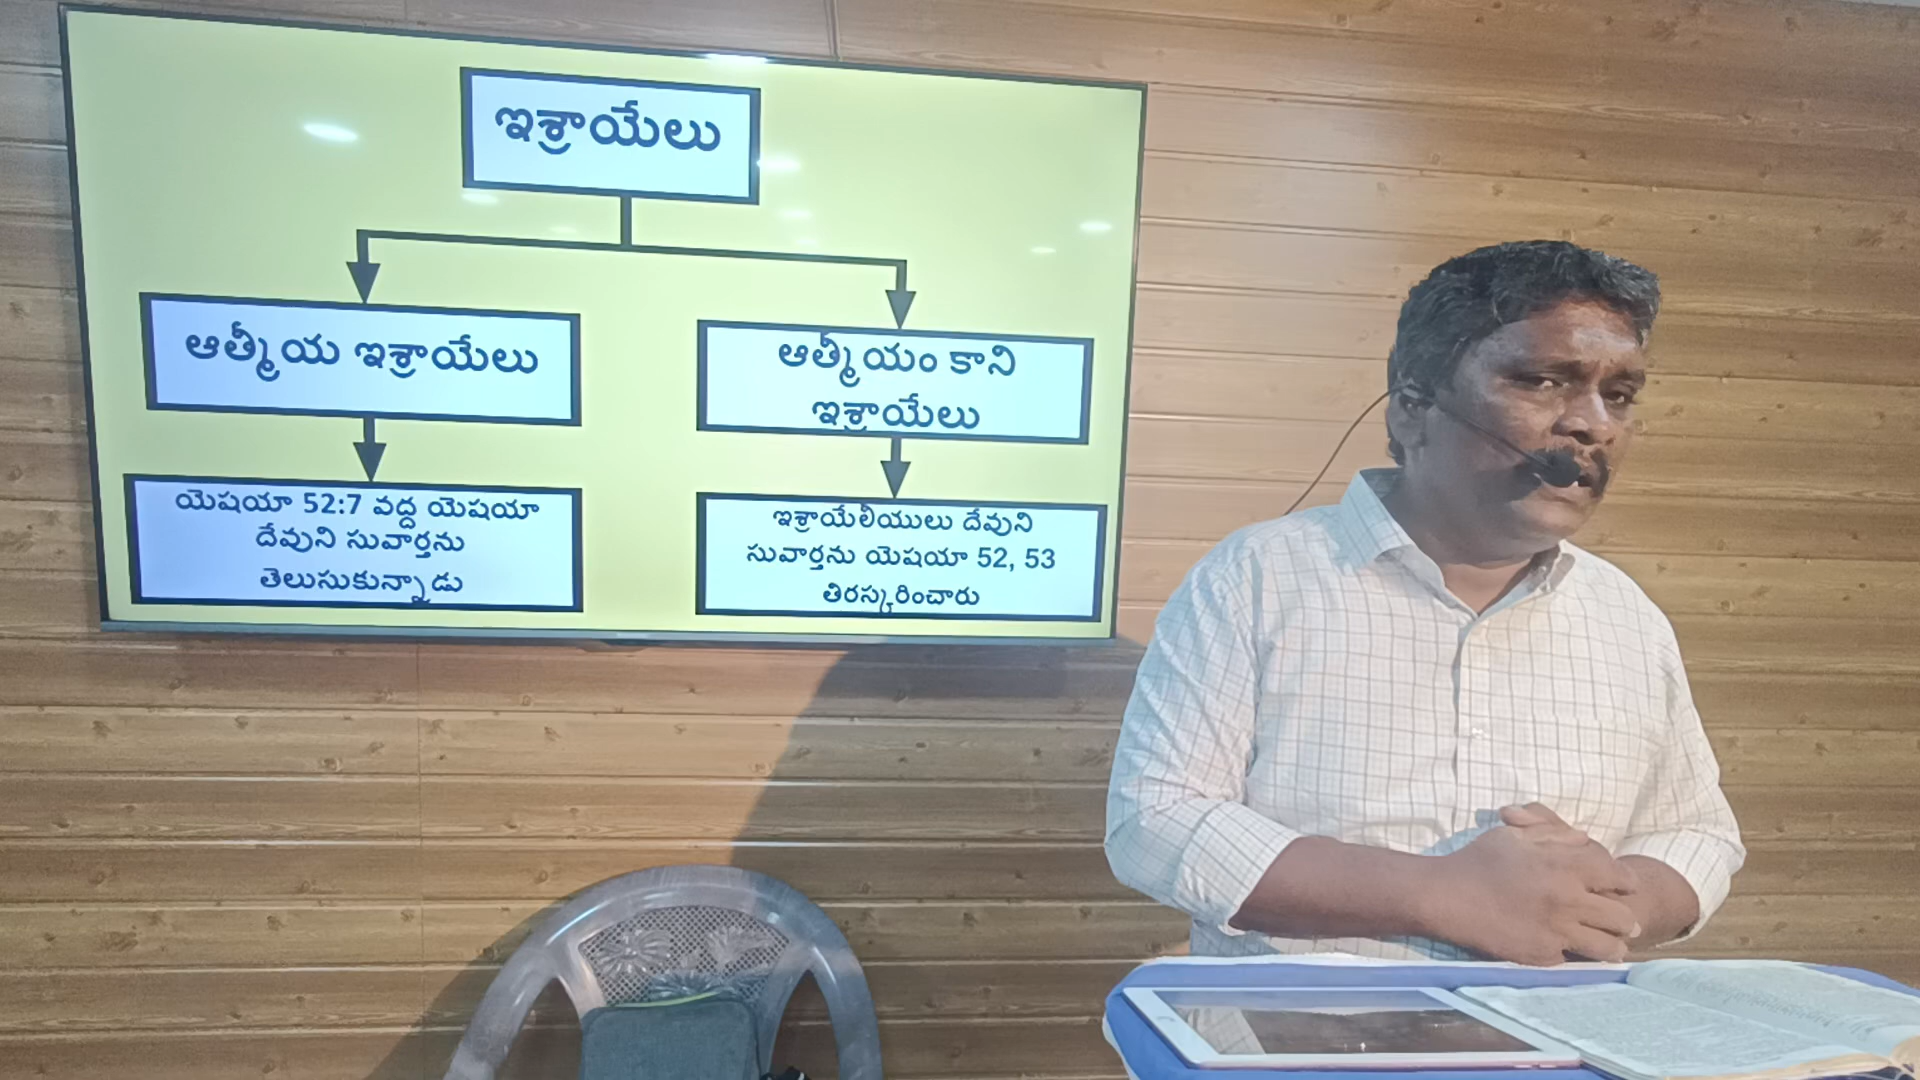 ఇశ్రాయేలు
ఆత్మీయ ఇశ్రాయేలు
ఆత్మీయం కాని
ఇశ్రాయేలు
యెషయా 52:7 వద్ద యెషయా
దేవుని సువార్తను
తెలుసుకున్నాడు
ఇశ్రాయేలీయులు దేవుని
సువార్తను యెషయా 52, 53
తిరస్కరించారు